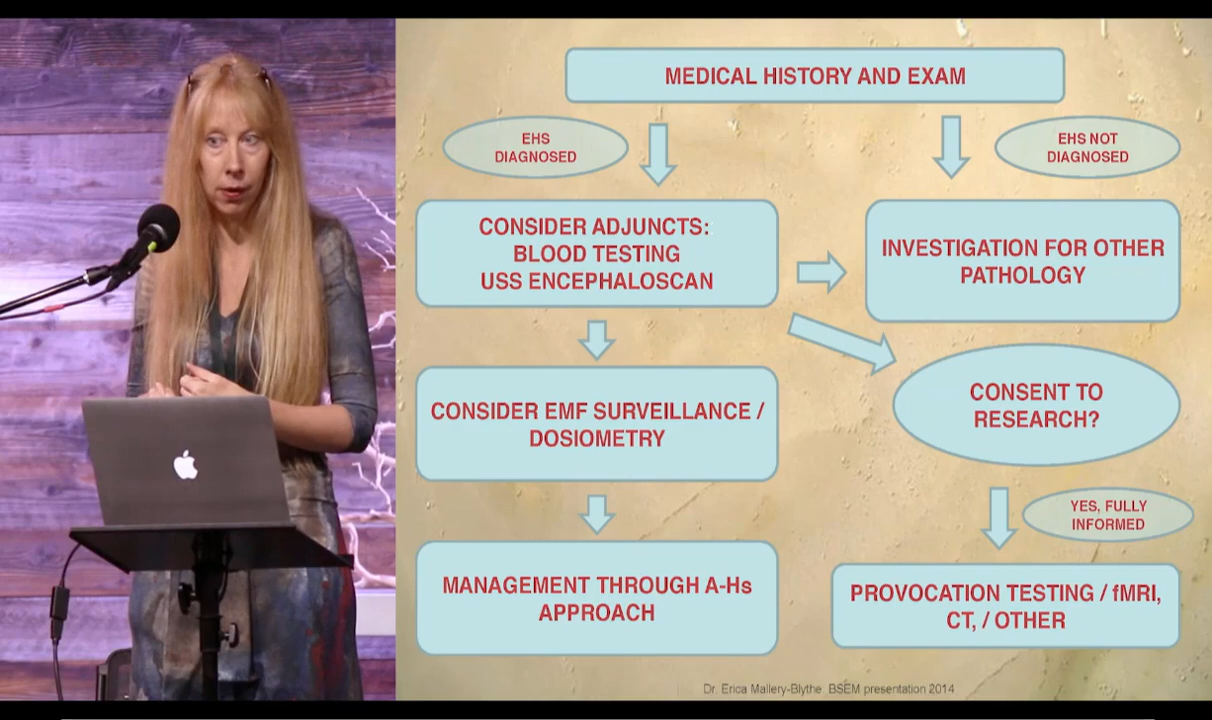 MEDICAL HISTORY AND EXAM
EHS
DIAGNOSED
EHS NOT
DIAGNOSED
CONSIDER ADJUNCTS:
BLOOD TESTING
USS ENCEPHALOSCAN
INVESTIGATION FOR OTHER
PATHOLOGY
CONSIDER EMF SURVEILLANCE /
DOSIOMETRY
CONSENT TO
RESEARCH?
YES, FULLY
INFORMED
MANAGEMENT THROUGH A-Hs
APPROACH
PROVOCATION TESTING / fMRI,
CT, / OTHER
Dr. Erica Mallery-Blythe BSEM presentation 2014